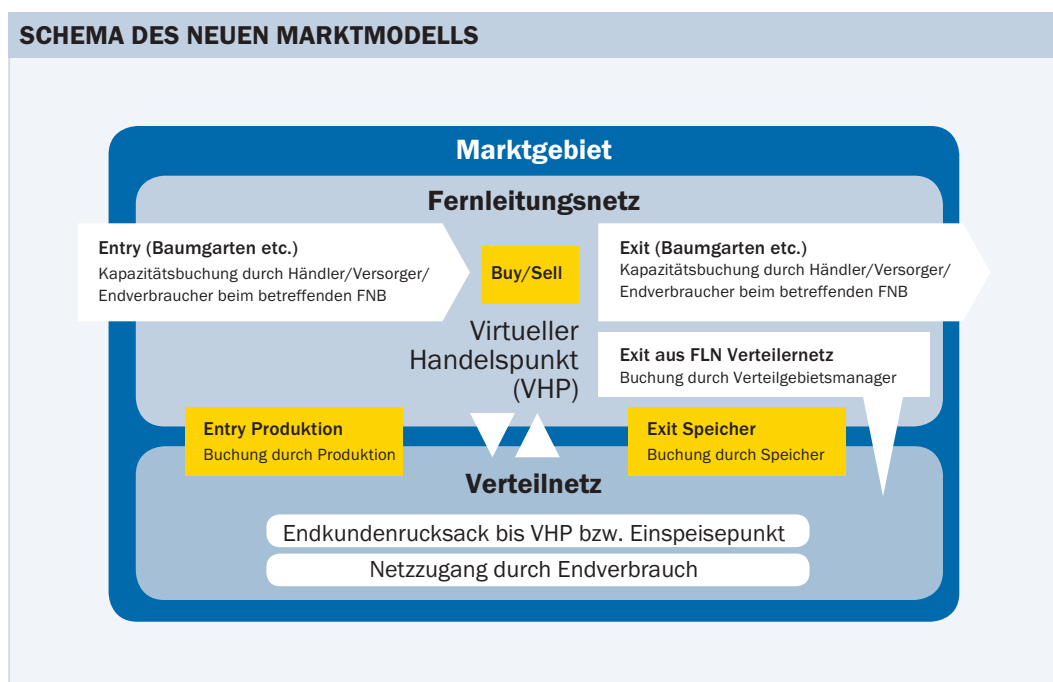 SCHEMA DES NEUEN MARKTMODELLS
Marktgebiet
Fernleitungsnetz
Entry (Baumgarten etc.)
Kapazitätsbuchung durch Händler/Versorger/
Endverbraucher beim betreffenden FNB
Buy/Sell
Exit (Baumgarten etc.)
Kapazitätsbuchung durch Händler/Versorger/
Endverbraucher beim betreffenden FNB
Virtueller
Handelspunkt
(VHP)
Exit aus FLN Verteilernetz
Buchung durch Verteilgebietsmanager
Entry Produktion
Buchung durch Produktion
Exit Speicher
Buchung durch Speicher
Verteilnetz
Endkundenrucksack bis VHP bzw. Einspeisepunkt
Netzzugang durch Endverbrauch